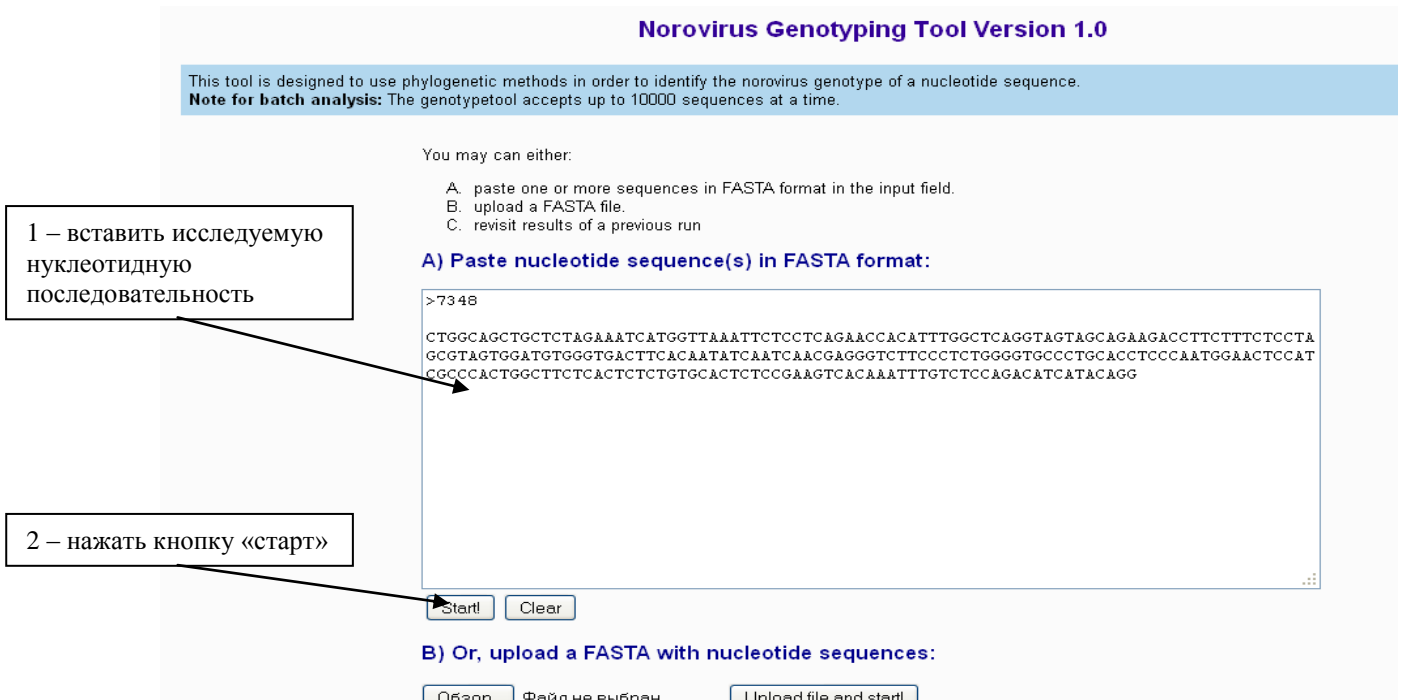 Norovirus Genotyping Tool Version 1.0
This tool is designed to use phylogenetic methods in order to identify the norovirus genotype of a nucleotide sequence.
Note for batch analysis: The genotypetool accepts up to 10000 sequences at a time.
You may can either:
A. paste one or more sequences in FASTA format in the input field.
B. upload a FASTA file.
C. revisit results of a previous run
1 – вставить исследуемую
нуклеотидную
последовательность
A) Paste nucleotide sequence(s) in FASTA format:
>7348
CTGGCAGCTGCTCTAGAAATCATGGTTAAATTCTCCTCAGAACCACATTTGGCTCAGGTAGTAGCAGAAGACCTTCTTTCTCCTA
GCGTAGTGGATGTGGGTGACTTCACAATATCAATCAACGAGGGTCTTCCCTCTGGGGTGCCCTGCACCTCCCAATGGAACTCCAT
CGCCCACTGGCTTCTCACTCTCTGTGCACTCTCCGAAGTCACAAATTTGTCTCCAGACATCATACAGG
2 – нажать кнопку «старт»
Start! Clear
B) Or, upload a FASTA with nucleotide sequences:
Обзор... Файл не выбран Upload file and start!